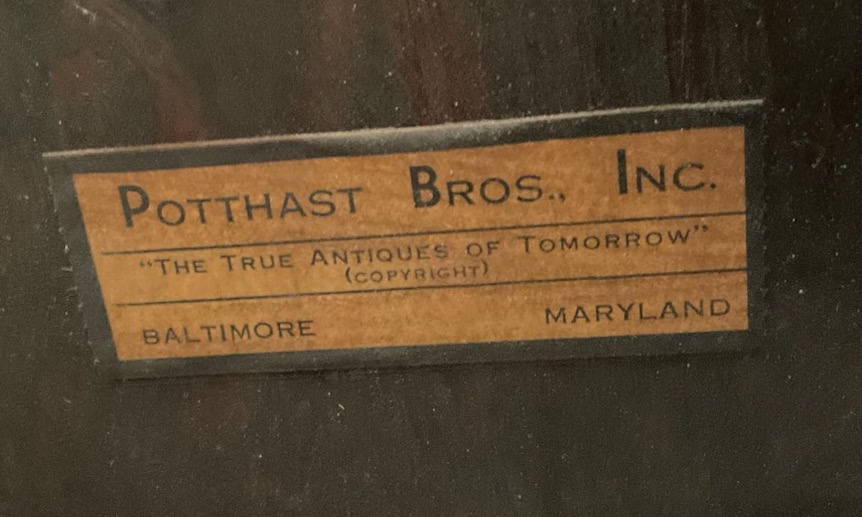 Potthast Bros., Inc.
"The True Antiques of Tomorrow"
(COPYRIGHT)
BALTIMORE MARYLAND